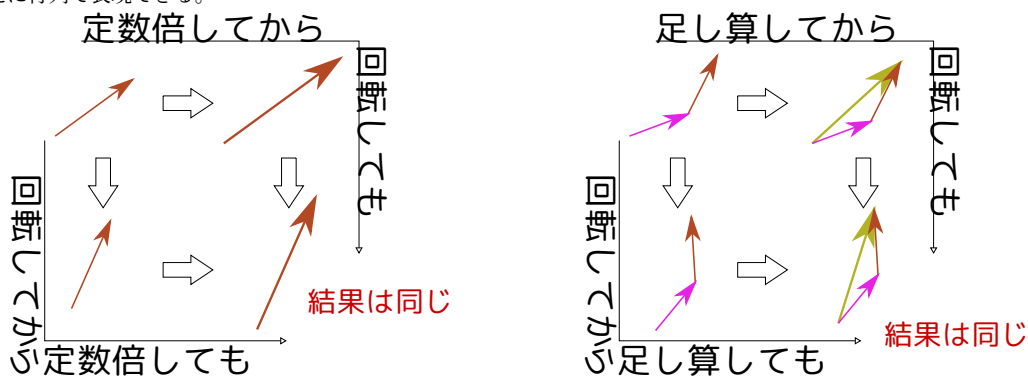 定数倍してから
回転しても
回転してから
定数倍しても
結果は同じ
足し算してから
回転しても
回転してから
足し算しても
結果は同じ